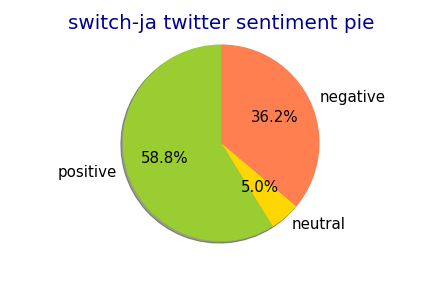 switch-ja twitter sentiment pie
negative
36.2%
58.8%
positive
5.0%
neutral